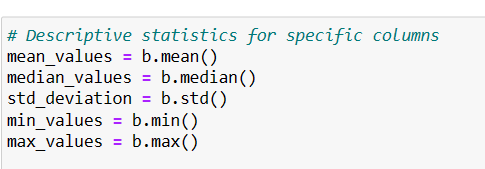 # Descriptive statistics for specific columns
mean_values = b.mean()
median_values = b.median()
std_deviation = b.std()
min_values = b.min()
max_values = b.max()